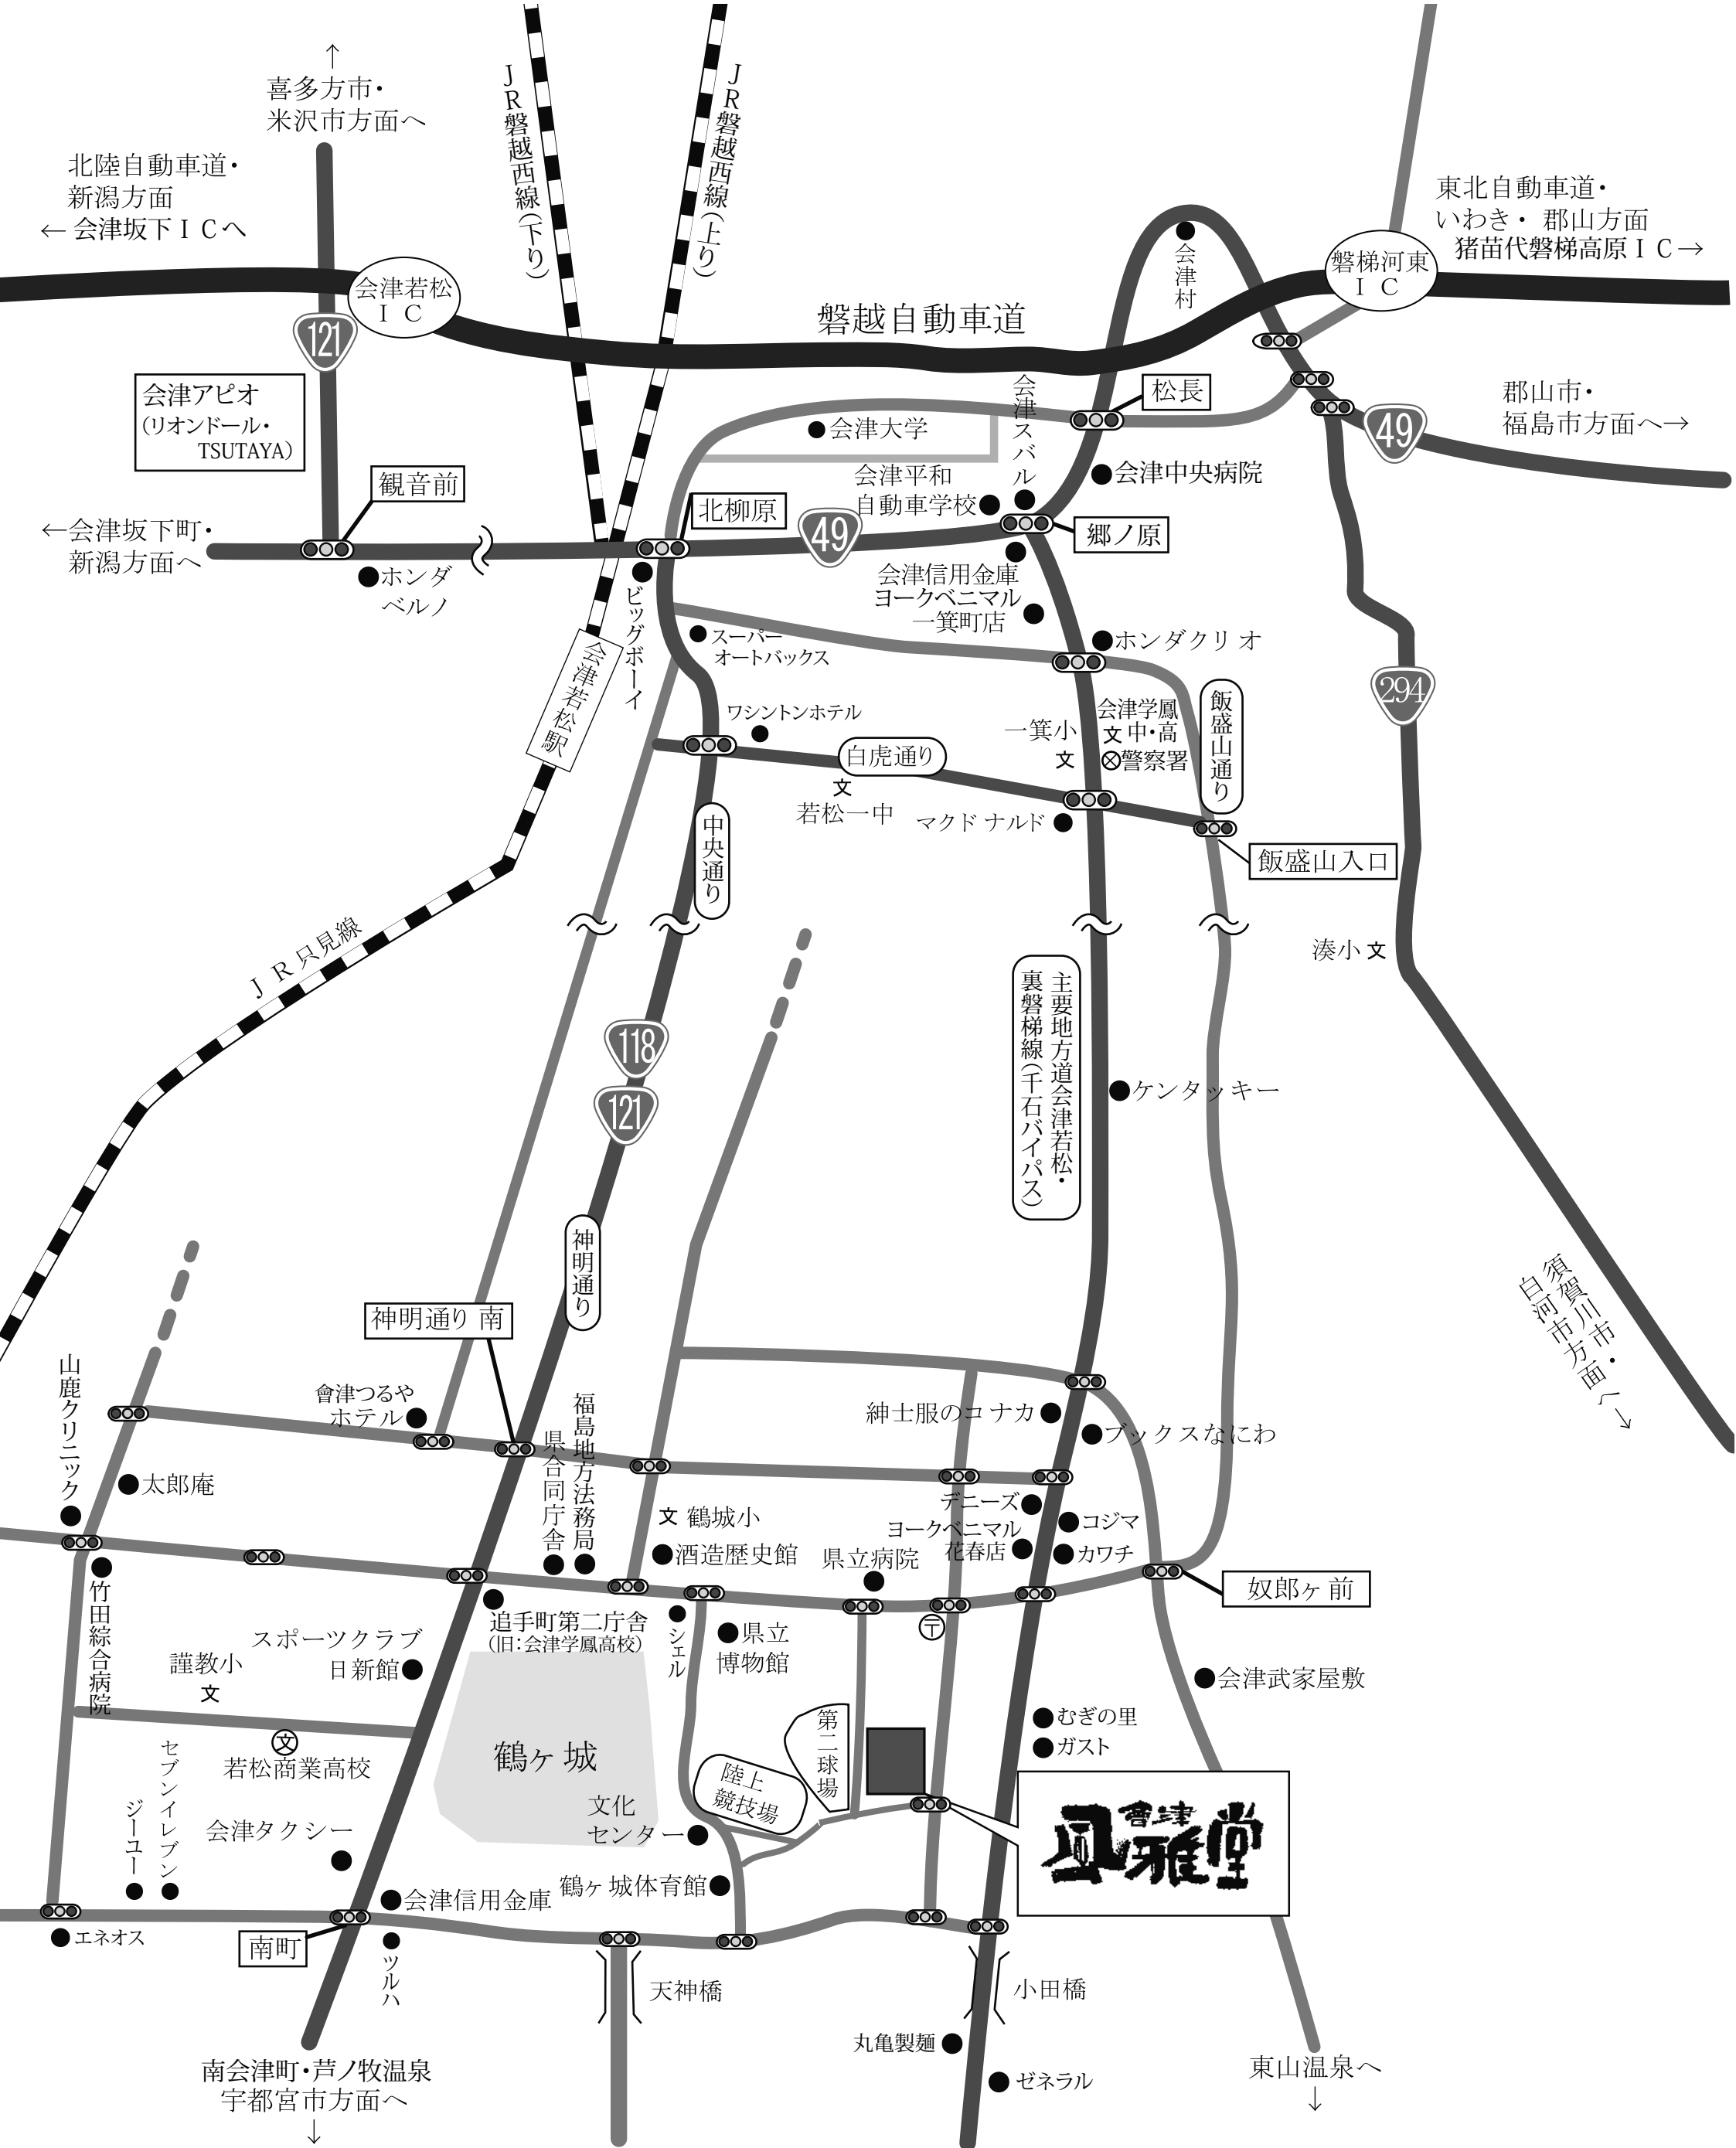 ↑
喜多方市・
米沢市方面へ
北陸自動車道・
新潟方面
←会津坂下ＩＣへ
ＪＲ磐越西線(下り)
ＪＲ磐越西線(上り)
東北自動車道・
いわき・郡山方面
猪苗代磐梯高原ＩＣ→
会津村
会津若松
ＩＣ
磐梯河東
ＩＣ
磐越自動車道
121
会津アピオ
(リオンドール・
TSUTAYA)
観音前
←会津坂下町・
新潟方面へ
ホンダ
ベルノ
会津大学
会津スバル
松長
49
郡山市・
福島市方面へ→
会津平和
自動車学校
会津中央病院
北柳原
49
郷ノ原
会津信用金庫
ヨークベニマル
一箕町店
ビッグボーイ
スーパー
オートバックス
ホンダクリオ
会津若松駅
294
ワシントンホテル
白虎通り
一箕小
文
会津学鳳
文中・高
警察署
飯盛山通り
文
若松一中
マクドナルド
中央通り
飯盛山入口
ＪＲ只見線
湊小 文
118
121
主要地方道会津若松・
裏磐梯線(千石バイパス)
ケンタッキー
神明通り
神明通り南
須賀川市・
白河市方面へ→
山鹿クリニック
會津つるや
ホテル
福島地方法務局
県合同庁舎
紳士服のコナカ
ブックスなにわ
太郎庵
文 鶴城小
酒造歴史館
デニーズ
ヨークベニマル
花春店
コジマ
カワチ
県立病院
奴郎ヶ前
竹田綜合病院
追手町第二庁舎
(旧：会津学鳳高校)
シェル
県立
博物館
〒
スポーツクラブ
日新館
謹教小
文
会津武家屋敷
むぎの里
ガスト
文
若松商業高校
鶴ヶ城
第二球場
陸上
競技場
セブンイレブン
ジーユー
会津タクシー
文化
センター
會津
風雅堂
鶴ヶ城体育館
会津信用金庫
エネオス
南町
ツルハ
天神橋
小田橋
丸亀製麺
ゼネラル
南会津町・芦ノ牧温泉
宇都宮市方面へ
↓
東山温泉へ
↓